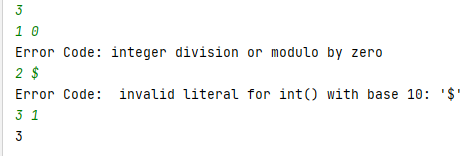 3
1 0
Error Code: integer division or modulo by zero
2 $
Error Code:  invalid literal for int() with base 10: '$'
3 1
3